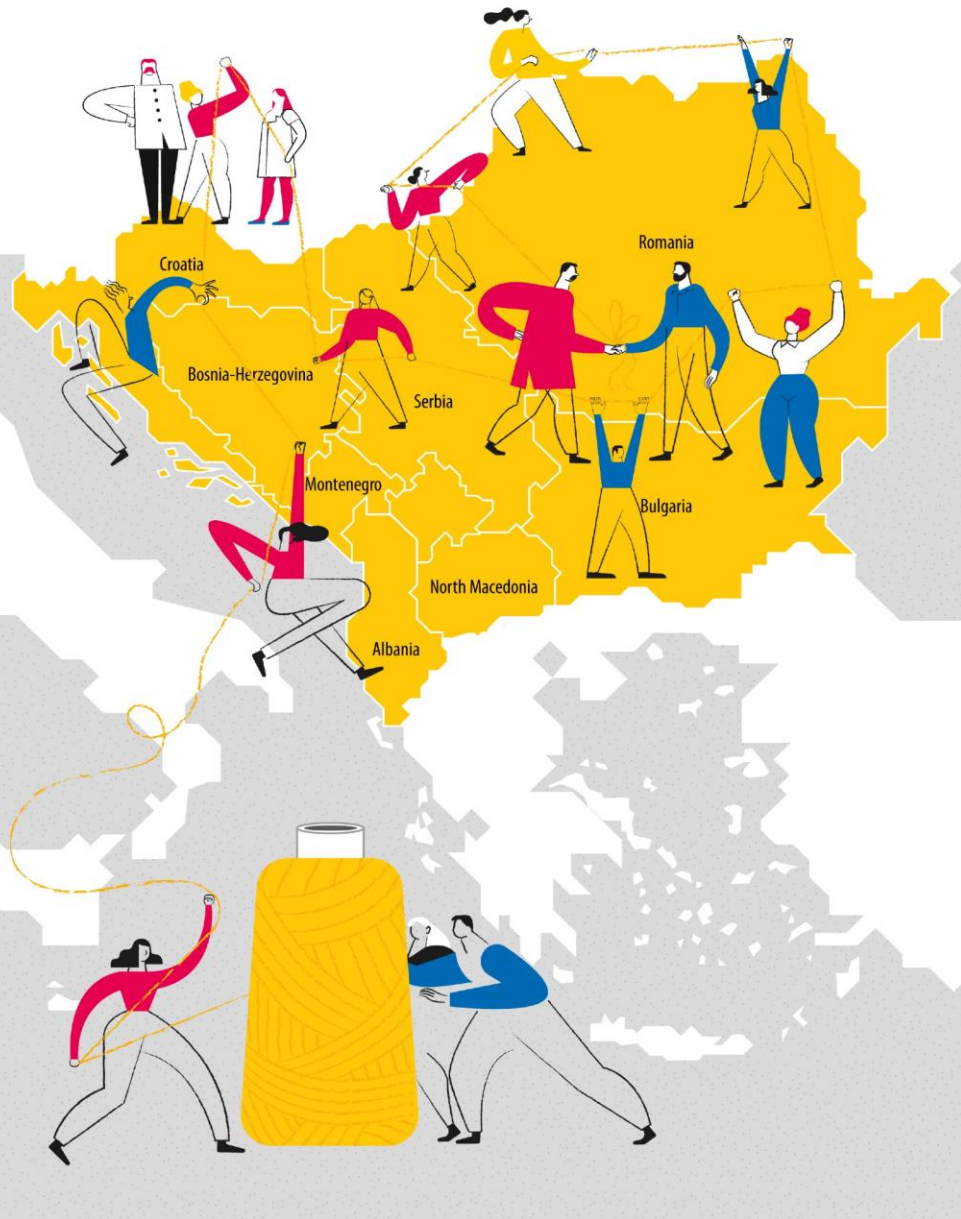 Romania
Croatia
Bosnia-Herzegovina
Serbia
Montenegro
Bulgaria
North Macedonia
Albania